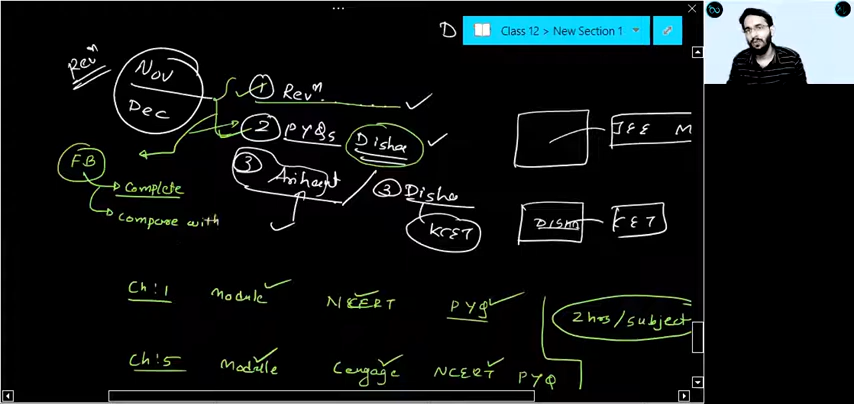 D
Class 12 > New Section 1
Revⁿ
Nov
Dec
1 Revⁿ.
2 PYQs Disha
3 Arihant
3 Disha
KCET
FB
Complete
Compare with
JEE M
DISHA
KCET
Ch:1 Module NCERT PYQ
2 hrs/subject
Ch:5 Module Cengage NCERT PYQ